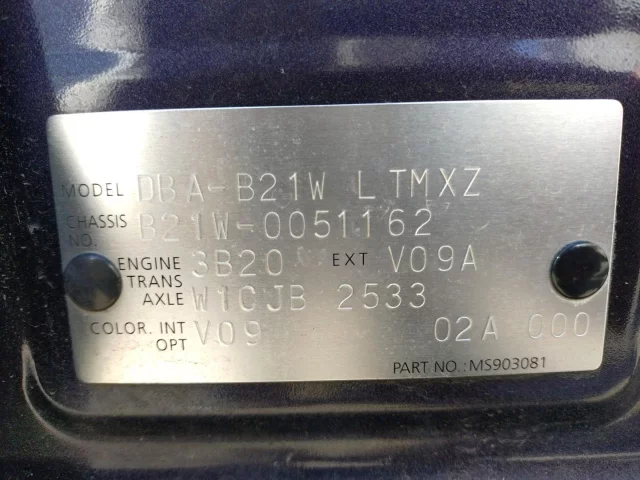 MODEL DBA-B21W LTMXZ
CHASSIS NO. B21W-0051162
ENGINE 3B20 EXT V09A
TRANS AXLE W1CJB 2533
COLOR. INT OPT V09 02A 000
PART NO.: MS903081